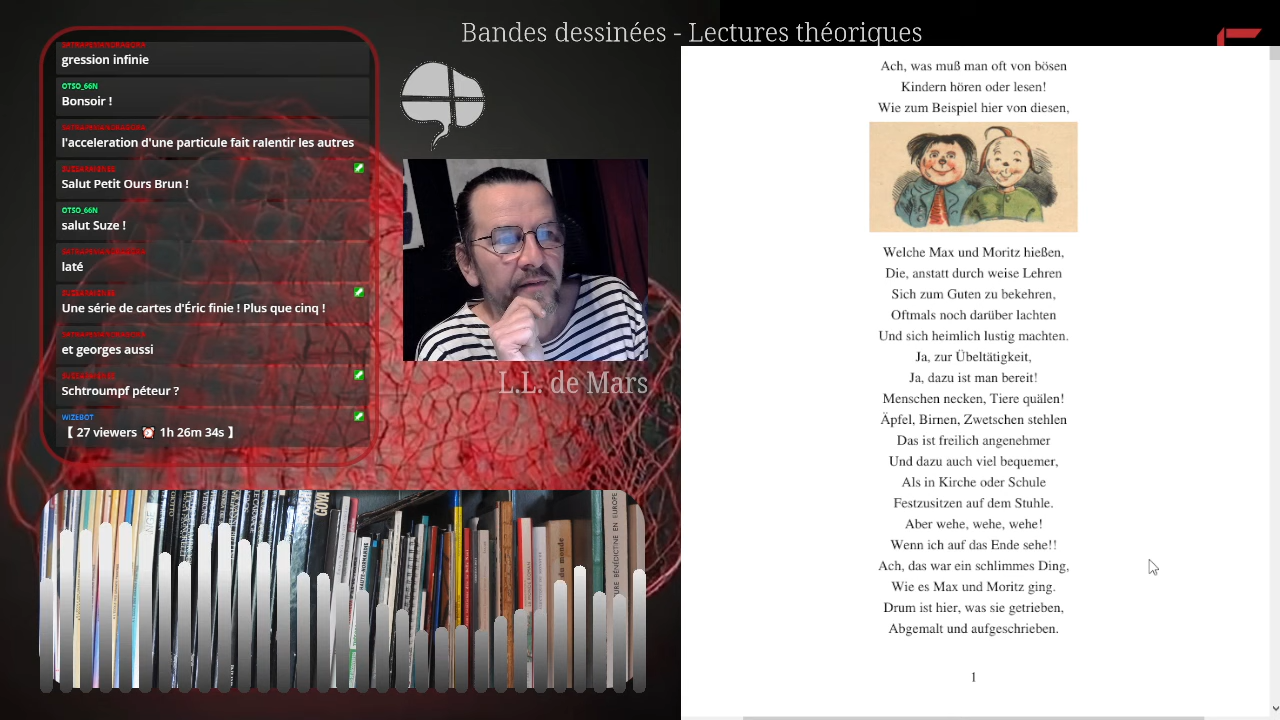 Bandes dessinées - Lectures théoriques
gression infinie
OTSO_66N
Bonsoir !
l'acceleration d'une particule fait ralentir les autres
Salut Petit Ours Brun !
OTSO_66N
salut Suze !
laté
Une série de cartes d'Éric finie ! Plus que cinq !
et georges aussi
Schtroumpf péteur ?
WIZEBOT
【 27 viewers ⏰ 1h 26m 34s 】
L.L. de Mars
GOYA
Ach, was muß man oft von bösen
Kindern hören oder lesen!
Wie zum Beispiel hier von diesen,
Welche Max und Moritz hießen,
Die, anstatt durch weise Lehren
Sich zum Guten zu bekehren,
Oftmals noch darüber lachten
Und sich heimlich lustig machten.
Ja, zur Übeltätigkeit,
Ja, dazu ist man bereit!
Menschen necken, Tiere quälen!
Äpfel, Birnen, Zwetschen stehlen
Das ist freilich angenehmer
Und dazu auch viel bequemer,
Als in Kirche oder Schule
Festzusitzen auf dem Stuhle.
Aber wehe, wehe, wehe!
Wenn ich auf das Ende sehe!!
Ach, das war ein schlimmes Ding,
Wie es Max und Moritz ging.
Drum ist hier, was sie getrieben,
Abgemalt und aufgeschrieben.
1